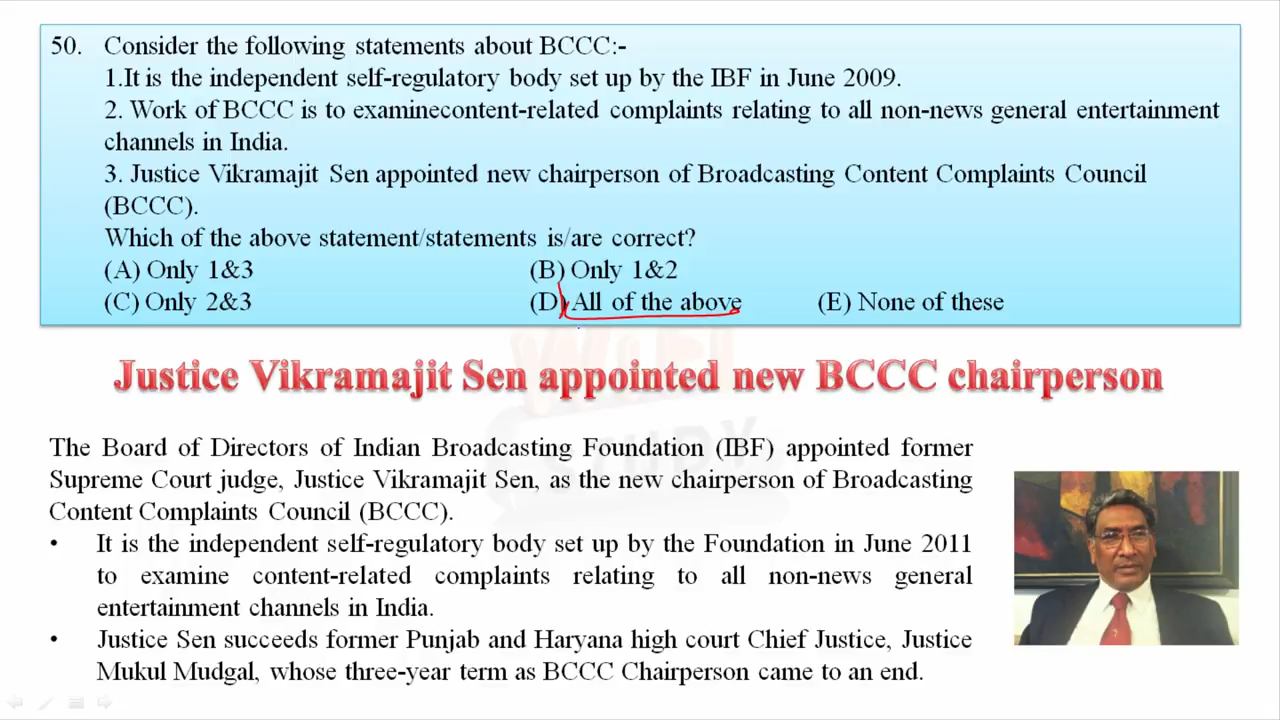 50. Consider the following statements about BCCC:-
1.It is the independent self-regulatory body set up by the IBF in June 2009.
2. Work of BCCC is to examinecontent-related complaints relating to all non-news general entertainment
channels in India.
3. Justice Vikramajit Sen appointed new chairperson of Broadcasting Content Complaints Council
(BCCC).
Which of the above statement/statements is/are correct?
(A) Only 1&3 (B) Only 1&2
(C) Only 2&3 (D) All of the above (E) None of these
Justice Vikramajit Sen appointed new BCCC chairperson
The Board of Directors of Indian Broadcasting Foundation (IBF) appointed former
Supreme Court judge, Justice Vikramajit Sen, as the new chairperson of Broadcasting
Content Complaints Council (BCCC).
• It is the independent self-regulatory body set up by the Foundation in June 2011
to examine content-related complaints relating to all non-news general
entertainment channels in India.
• Justice Sen succeeds former Punjab and Haryana high court Chief Justice, Justice
Mukul Mudgal, whose three-year term as BCCC Chairperson came to an end.
WIFI
STUDY